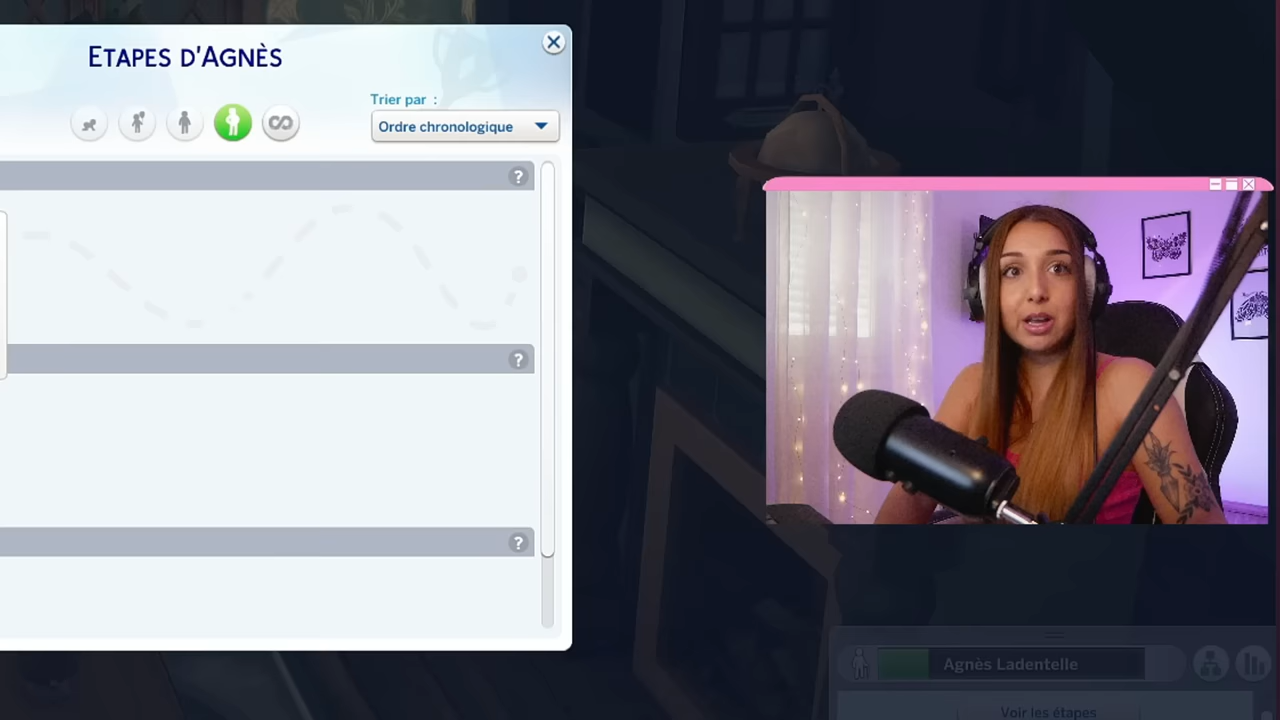 ETAPES D'AGNÈS
Trier par :
Ordre chronologique
?
?
?
Agnès Ladentelle
Voir les étapes